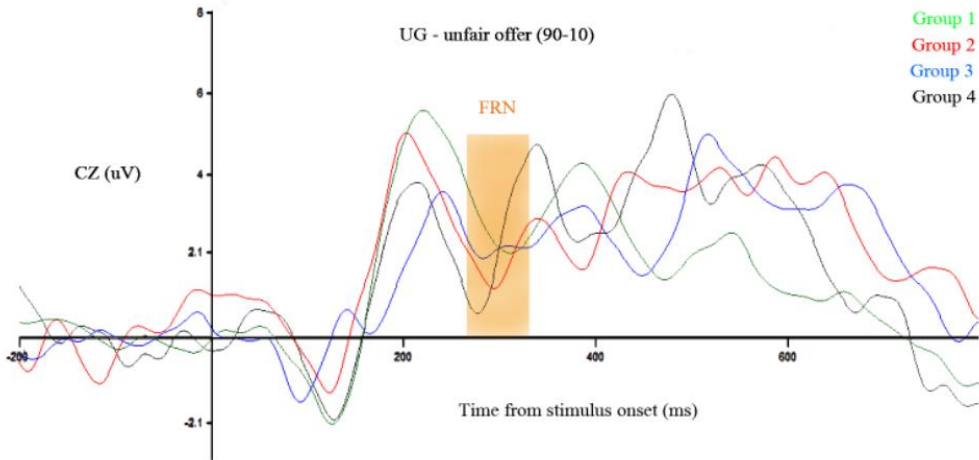 8
UG - unfair offer (90-10)
Group 1
Group 2
Group 3
Group 4
6
FRN
CZ (uV)
4
2.1
-200
200
400
600
Time from stimulus onset (ms)
-2.1